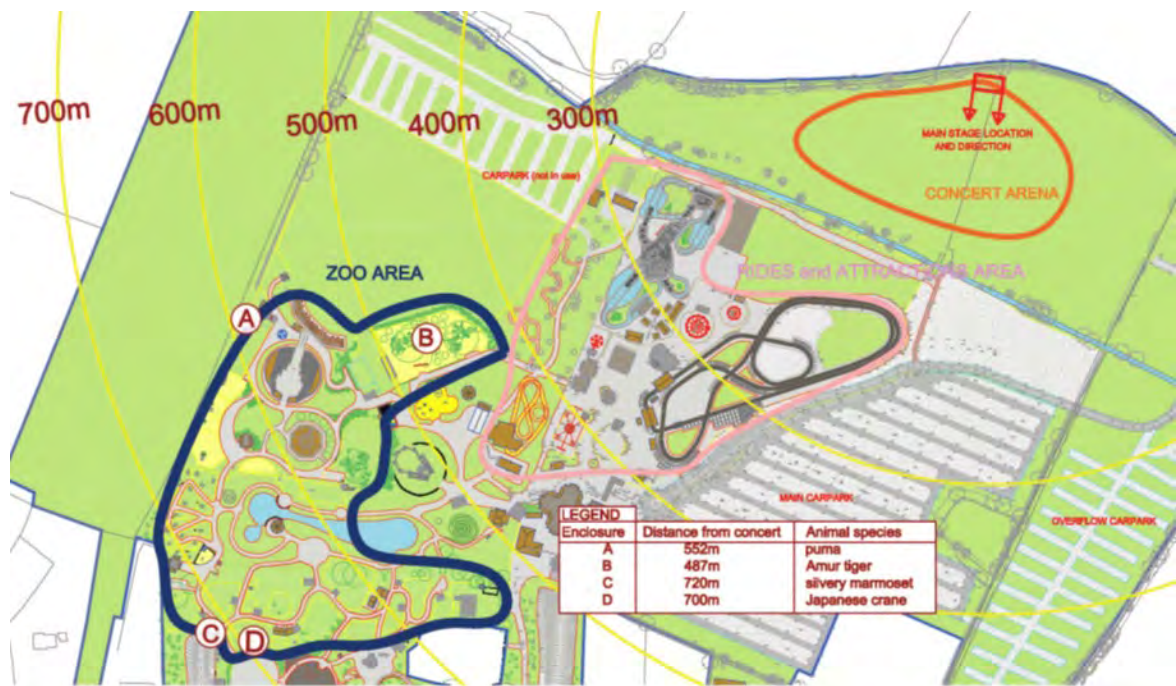 700m
600m
500m
400m
300m
MAIN STAGE LOCATION
AND DIRECTION
CARPARK (not in use)
CONCERT ARENA
ZOO AREA
RIDES and ATTRACTIONS AREA
A
B
MAIN CARPARK
OVERFLOW CARPARK
LEGEND
Enclosure Distance from concert Animal species
A 552m puma
B 487m Amur tiger
C 720m silvery marmoset
D 700m Japanese crane
C
D